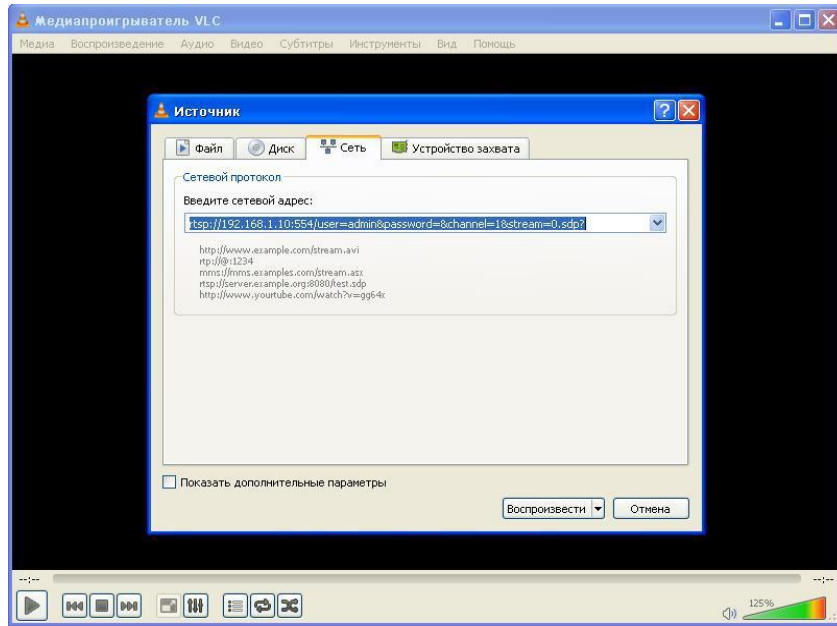 Медиапроигрыватель VLC
Медиа Воспроизведение Аудио Видео Субтитры Инструменты Вид Помощь
Источник
Файл Диск Сеть Устройство захвата
Сетевой протокол
Введите сетевой адрес:
rtsp://192.168.1.10:554/user=admin&password=&channel=1&stream=0.sdp?
http://www.example.com/stream.avi
rtp://@:1234
mms://mms.examples.com/stream.asx
rtsp://server.example.org:8080/test.sdp
http://www.yourtube.com/watch?v=gg64x
Показать дополнительные параметры
Воспроизвести Отмена
--:-- --:--
125%